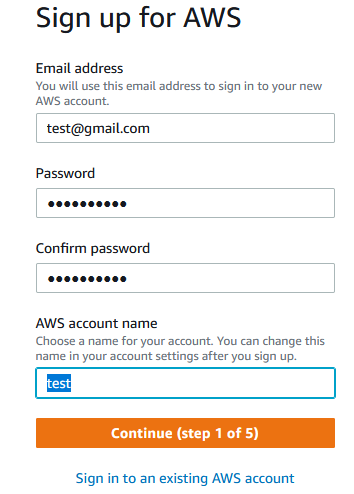 Sign up for AWS
Email address
You will use this email address to sign in to your new
AWS account.
test@gmail.com
Password
••••••••••
Confirm password
••••••••••
AWS account name
Choose a name for your account. You can change this
name in your account settings after you sign up.
test
Continue (step 1 of 5)
Sign in to an existing AWS account